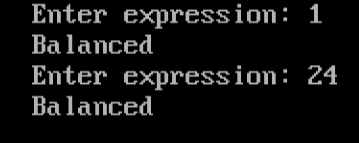 Enter expression: 1
Balanced
Enter expression: 24
Balanced